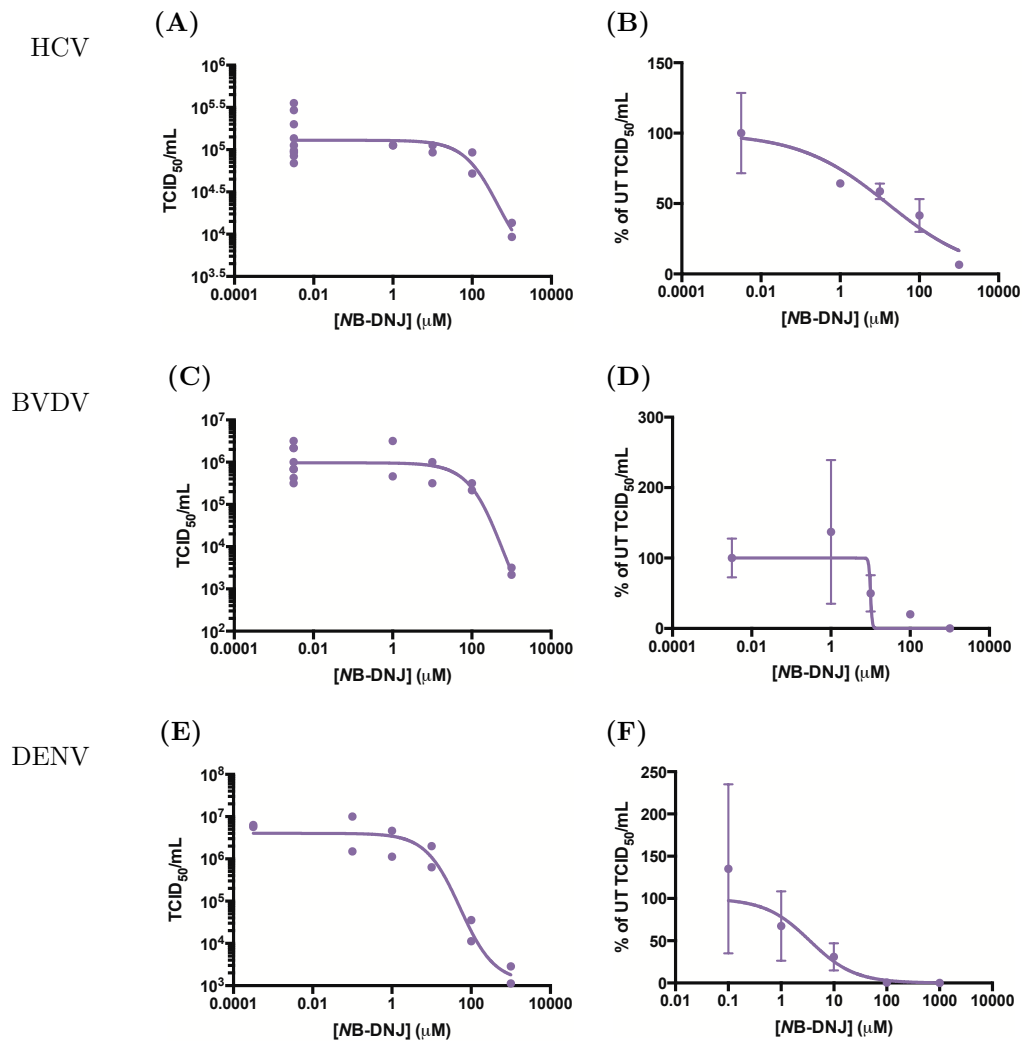 HCV
(A)
10^6
10^5.5
10^5
10^4.5
10^4
10^3.5
TCID50/mL
0.0001 0.01 1 100 10000
[NB-DNJ] (μM)
(B)
150
100
50
0
% of UT TCID50/mL
0.0001 0.01 1 100 10000
[NB-DNJ] (μM)
BVDV
(C)
10^7
10^6
10^5
10^4
10^3
10^2
TCID50/mL
0.0001 0.01 1 100 10000
[NB-DNJ] (μM)
(D)
300
200
100
0
% of UT TCID50/mL
0.0001 0.01 1 100 10000
[NB-DNJ] (μM)
DENV
(E)
10^8
10^7
10^6
10^5
10^4
10^3
TCID50/mL
0.0001 0.01 1 100 10000
[NB-DNJ] (μM)
(F)
250
200
150
100
50
0
% of UT TCID50/mL
0.01 0.1 1 10 100 1000 10000
[NB-DNJ] (μM)